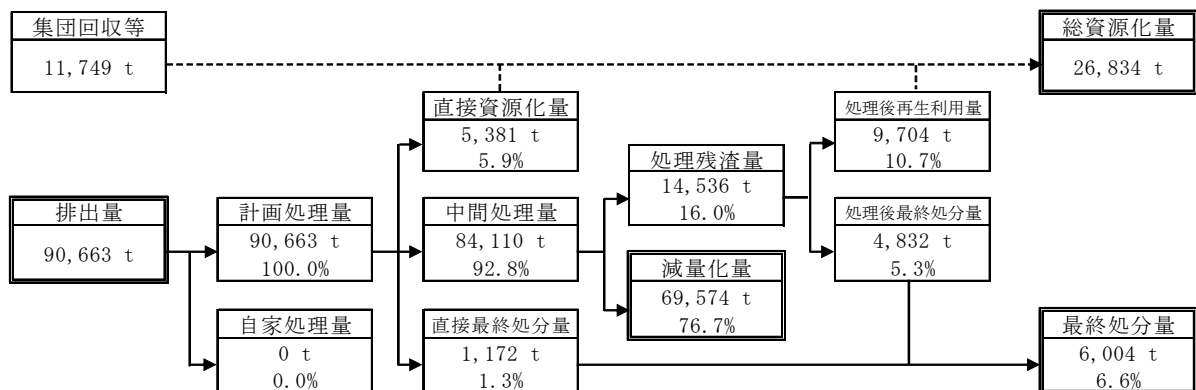 集団回収等
11,749 t
総資源化量
26,834 t
直接資源化量
5,381 t
5.9%
処理後再生利用量
9,704 t
10.7%
処理残渣量
14,536 t
16.0%
排出量
90,663 t
計画処理量
90,663 t
100.0%
中間処理量
84,110 t
92.8%
処理後最終処分量
4,832 t
5.3%
減量化量
69,574 t
76.7%
自家処理量
0 t
0.0%
直接最終処分量
1,172 t
1.3%
最終処分量
6,004 t
6.6%